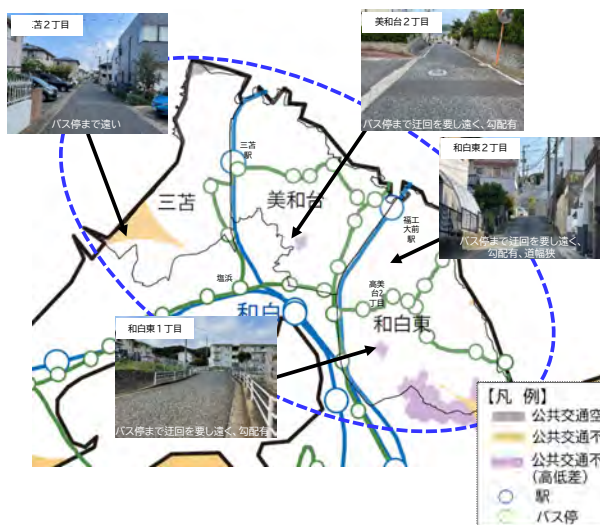 苫2丁目
バス停まで遠い
美和台2丁目
バス停まで迂回を要し遠く、勾配有
和白東2丁目
バス停まで迂回を要し遠く、
勾配有、道幅狭
三苫
駅
三苫
美和台
福工
大前
駅
塩浜
高美
台2
丁目
和白
和白東
和白東1丁目
バス停まで迂回を要し遠く、勾配有
【凡 例】
公共交通空
公共交通不
公共交通不
(高低差)
駅
バス停